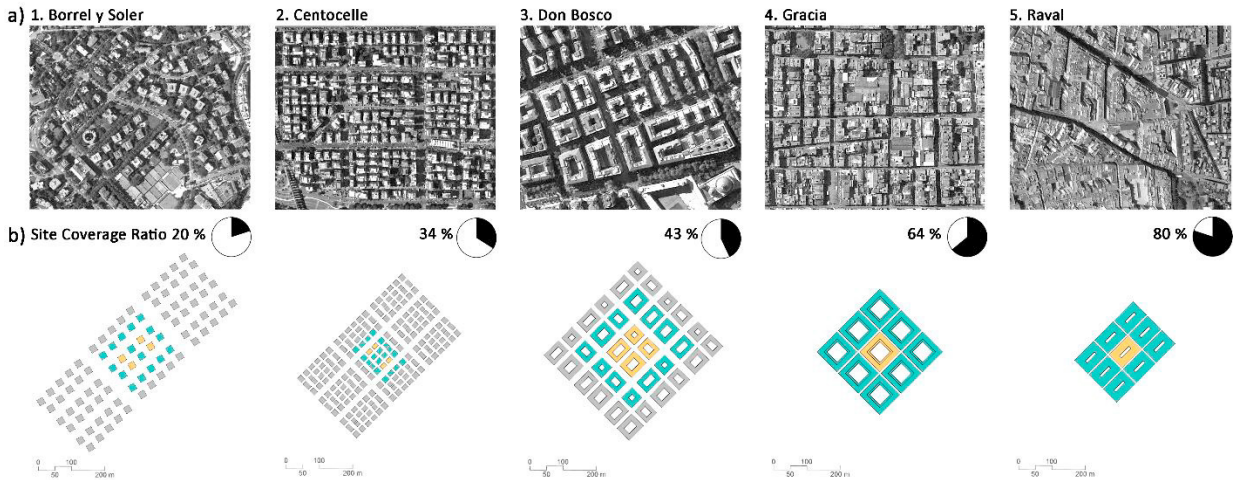 a) 1. Borrel y Soler 2. Centocelle 3. Don Bosco 4. Gracia 5. Raval
b) Site Coverage Ratio 20 % 34 % 43 % 64 % 80 %
0 100 0 100 0 100 0 100 0 100
50 200 m 50 200 m 50 200 m 50 200 m 50 200 m